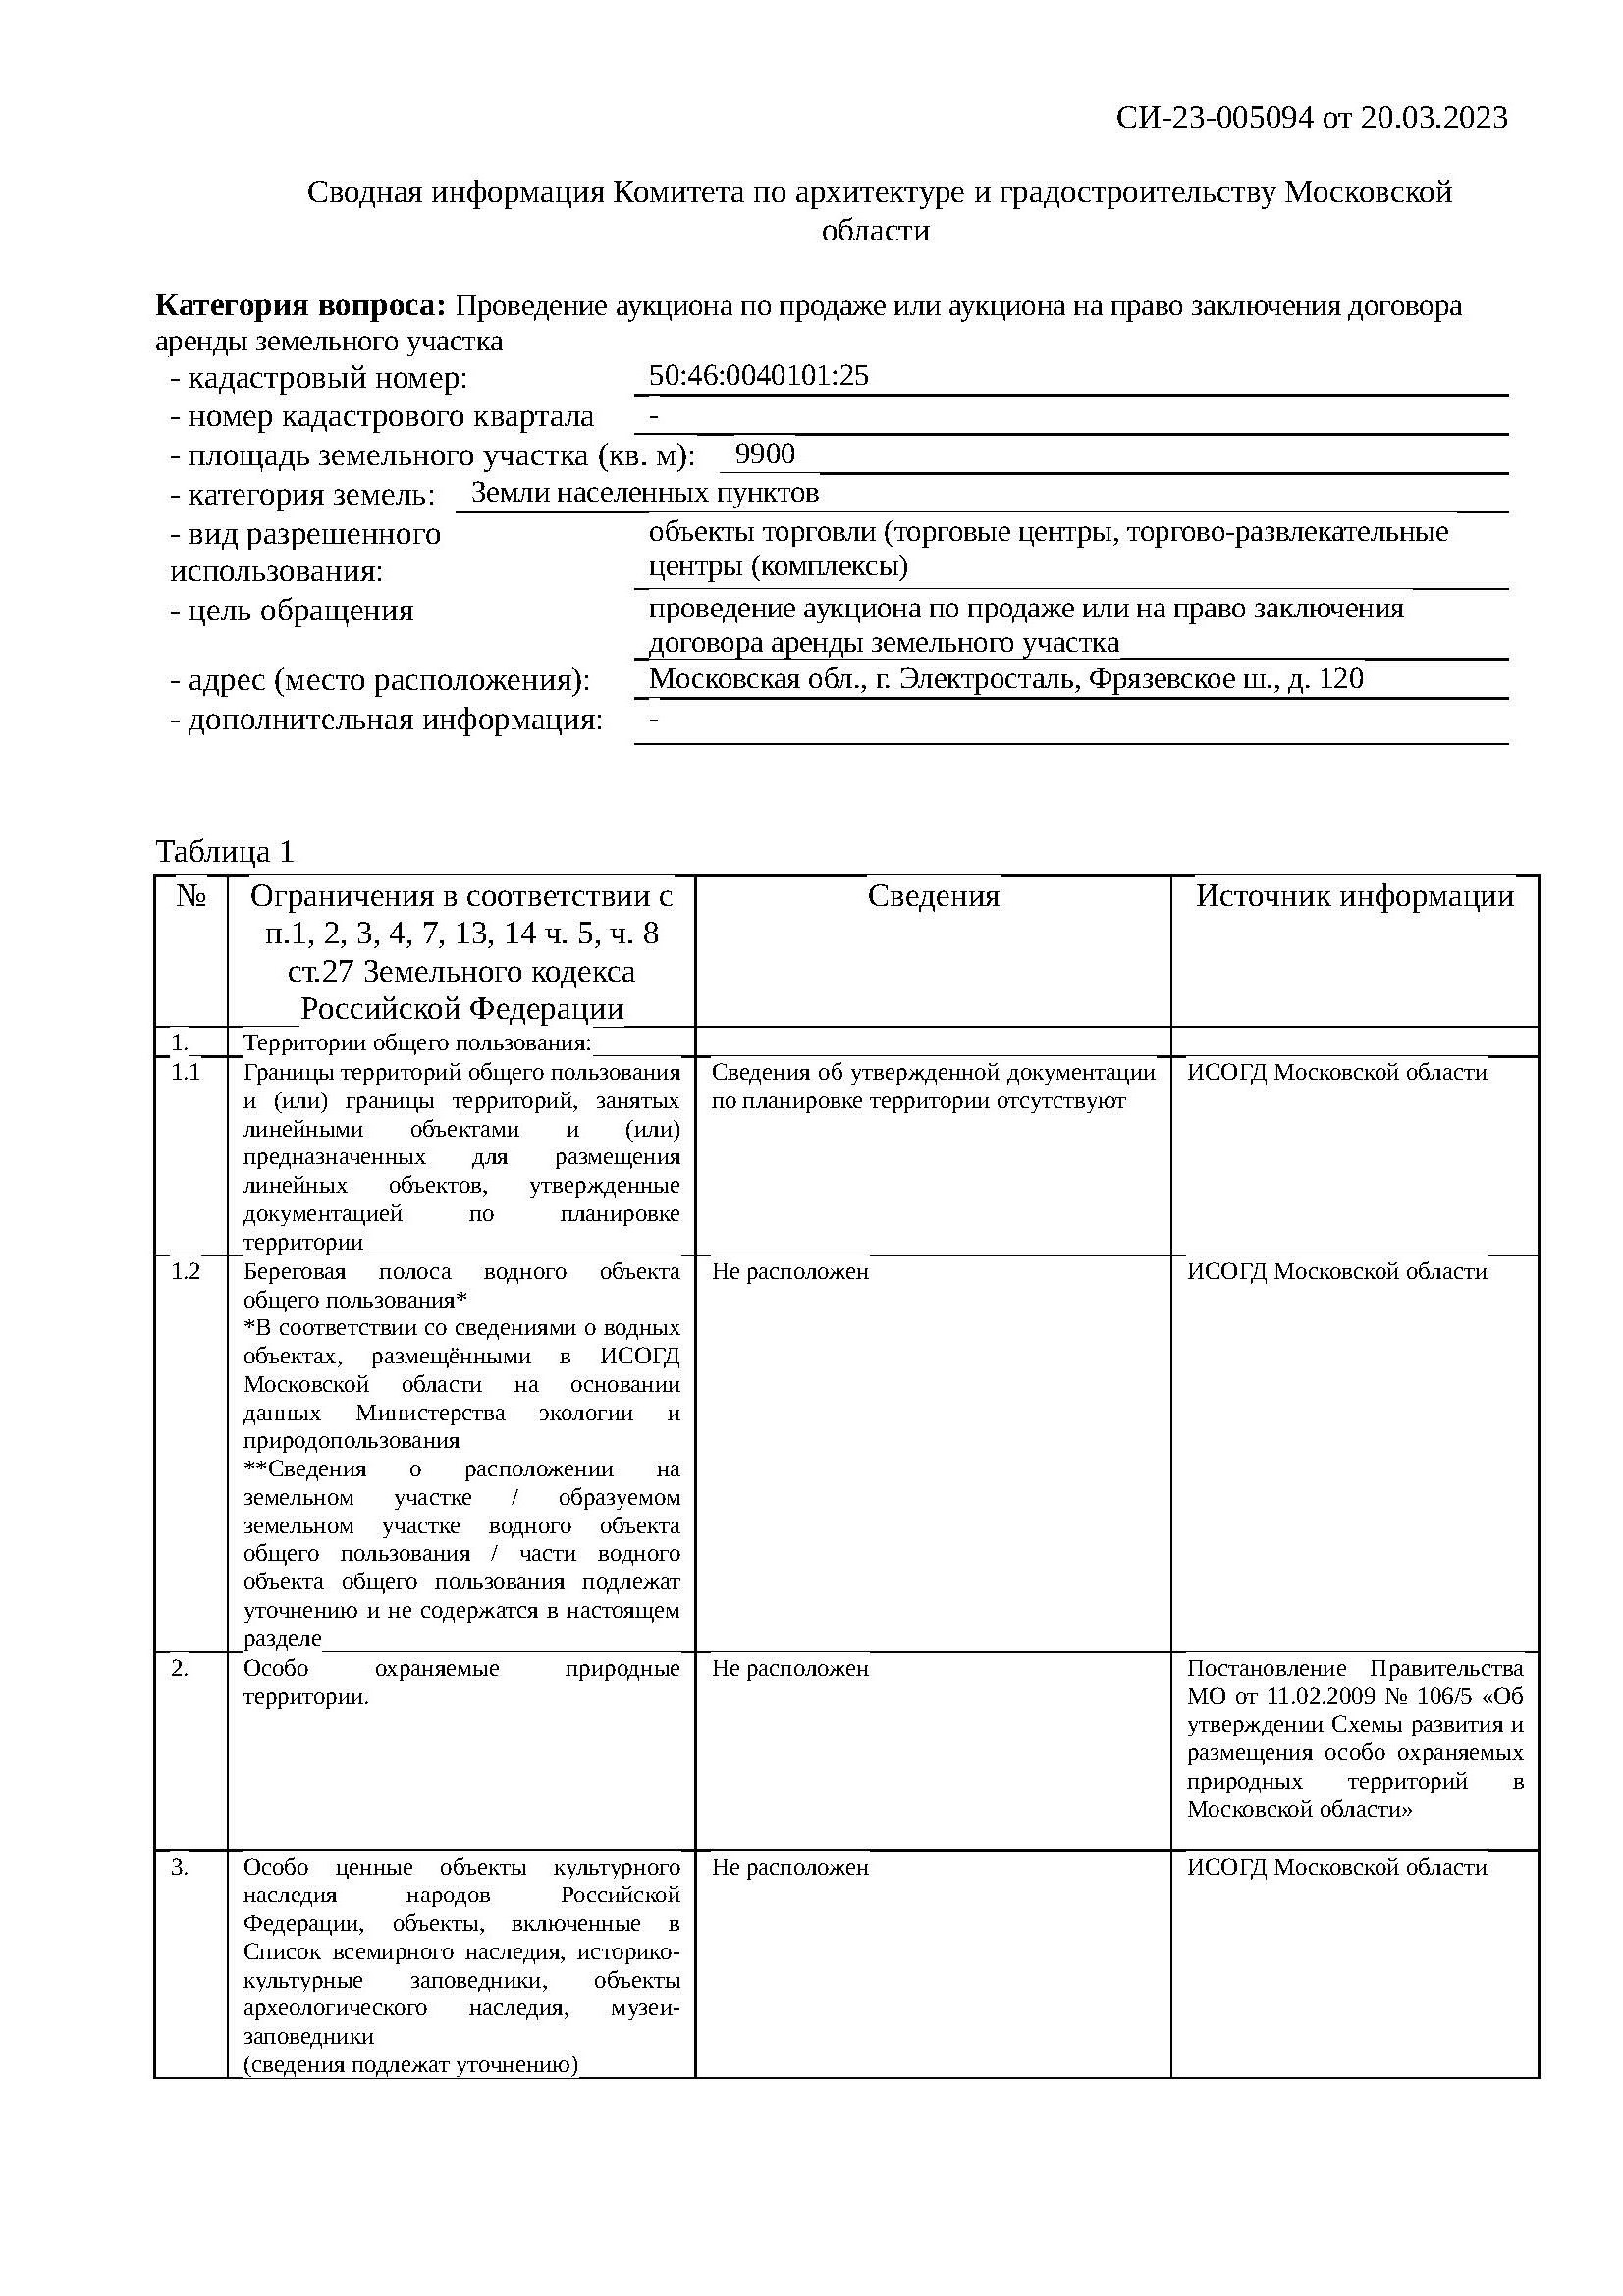 СИ-23-005094 от 20.03.2023
Сводная информация Комитета по архитектуре и градостроительству Московской
области
Категория вопроса: Проведение аукциона по продаже или аукциона на право заключения договора
аренды земельного участка
- кадастровый номер: 50:46:0040101:25
- номер кадастрового квартала -
- площадь земельного участка (кв. м): 9900
- категория земель: Земли населенных пунктов
- вид разрешенного
использования:
объекты торговли (торговые центры, торгово-развлекательные
центры (комплексы)
- цель обращения
проведение аукциона по продаже или на право заключения
договора аренды земельного участка
- адрес (место расположения): Московская обл., г. Электросталь, Фрязевское ш., д. 120
- дополнительная информация: -
Таблица 1
№
Ограничения в соответствии с
п.1, 2, 3, 4, 7, 13, 14 ч. 5, ч. 8
ст.27 Земельного кодекса
Российской Федерации
Сведения
Источник информации
1. Территории общего пользования:
1.1
Границы территорий общего пользования
и (или) границы территорий, занятых
линейными объектами и (или)
предназначенных для размещения
линейных объектов, утвержденные
документацией по планировке
территории
Сведения об утвержденной документации
по планировке территории отсутствуют
ИСОГД Московской области
1.2
Береговая полоса водного объекта
общего пользования*
*В соответствии со сведениями о водных
объектах, размещёнными в ИСОГД
Московской области на основании
данных Министерства экологии и
природопользования
**Сведения о расположении на
земельном участке / образуемом
земельном участке водного объекта
общего пользования / части водного
объекта общего пользования подлежат
уточнению и не содержатся в настоящем
разделе
Не расположен
ИСОГД Московской области
2.
Особо охраняемые природные
территории.
Не расположен
Постановление Правительства
МО от 11.02.2009 № 106/5 «Об
утверждении Схемы развития и
размещения особо охраняемых
природных территорий в
Московской области»
3.
Особо ценные объекты культурного
наследия народов Российской
Федерации, объекты, включенные в
Список всемирного наследия, историко-
культурные заповедники, объекты
археологического наследия, музеи-
заповедники
(сведения подлежат уточнению)
Не расположен
ИСОГД Московской области